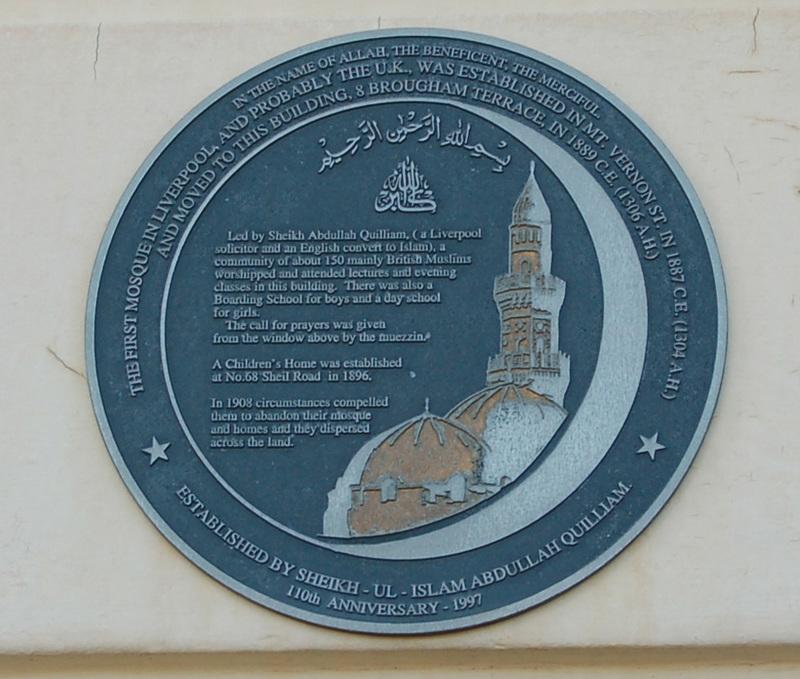 IN THE NAME OF ALLAH, THE BENEFICENT, THE MERCIFUL.
THE FIRST MOSQUE IN LIVERPOOL, AND PROBABLY THE U.K., WAS ESTABLISHED IN MT. VERNON ST. IN 1887 C.E. (1304 A.H.)
AND MOVED TO THIS BUILDING, 8 BROUGHAM TERRACE, IN 1889 C.E. (1306 A.H.)
بسم الله الرحمن الرحيم
الله اكبر
Led by Sheikh Abdullah Quilliam, ( a Liverpool
solicitor and an English convert to Islam), a
community of about 150 mainly British Muslims
worshipped and attended lectures and evening
classes in this building. There was also a
Boarding School for boys and a day school
for girls.
The call for prayers was given
from the window above by the muezzin.
A Children's Home was established
at No.68 Sheil Road in 1896.
In 1908 circumstances compelled
them to abandon their mosque
and homes and they dispersed
across the land.
ESTABLISHED BY SHEIKH - UL - ISLAM ABDULLAH QUILLIAM.
110th ANNIVERSARY - 1997